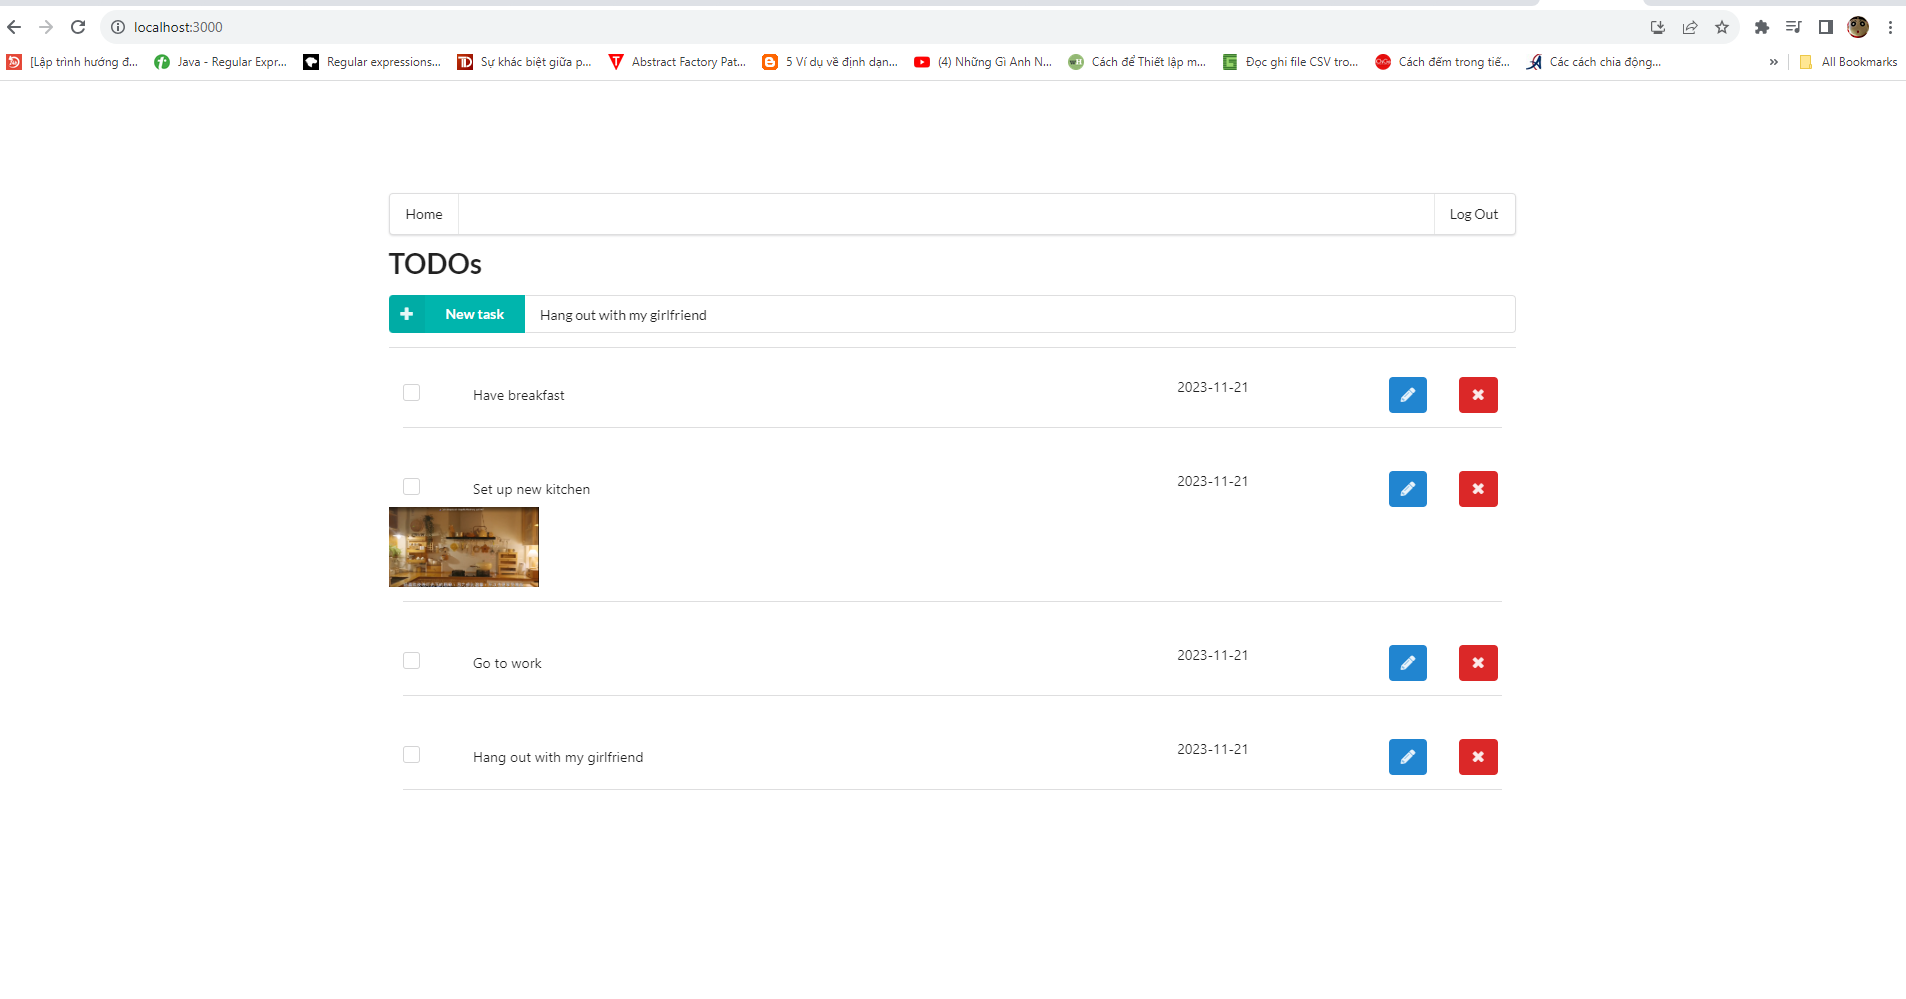 localhost:3000
[Lập trình hướng đ... Java - Regular Expr... Regular expressions... Sự khác biệt giữa p... Abstract Factory Pat... 5 Ví dụ về định dạn... (4) Những Gì Anh N... Cách để Thiết lập m... Đọc ghi file CSV tro... Cách đếm trong tiế... Các cách chia động... » All Bookmarks
Home Log Out
TODOs
New task Hang out with my girlfriend
Have breakfast 2023-11-21
Set up new kitchen 2023-11-21
Go to work 2023-11-21
Hang out with my girlfriend 2023-11-21